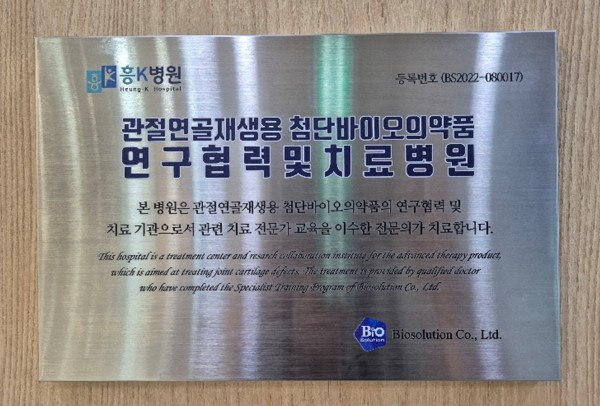 흥K병원
Heung-K Hospital
등록번호 (BS2022-080017)
관절연골재생용 첨단바이오의약품
연구협력및치료병원
본 병원은 관절연골재생용 첨단바이오의약품의 연구협력 및
치료 기관으로서 관련 치료 전문가 교육을 이수한 전문의가 치료합니다.
This hospital is a treatment center and resarch collaboration institute for the advanced therapy product,
which is aimed at treating joint cartilage defects. The treatment is provided by qualified doctor
who have completed the Specialist Training Program of Biosolution Co., Ltd.
BiO
Solution
Biosolution Co., Ltd.